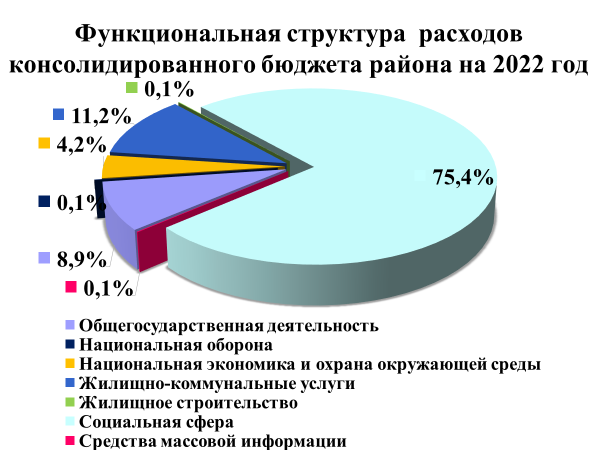 Функциональная структура расходов
консолидированного бюджета района на 2022 год
0,1%
11,2%
4,2%
75,4%
0,1%
8,9%
0,1%
Общегосударственная деятельность
Национальная оборона
Национальная экономика и охрана окружающей среды
Жилищно-коммунальные услуги
Жилищное строительство
Социальная сфера
Средства массовой информации